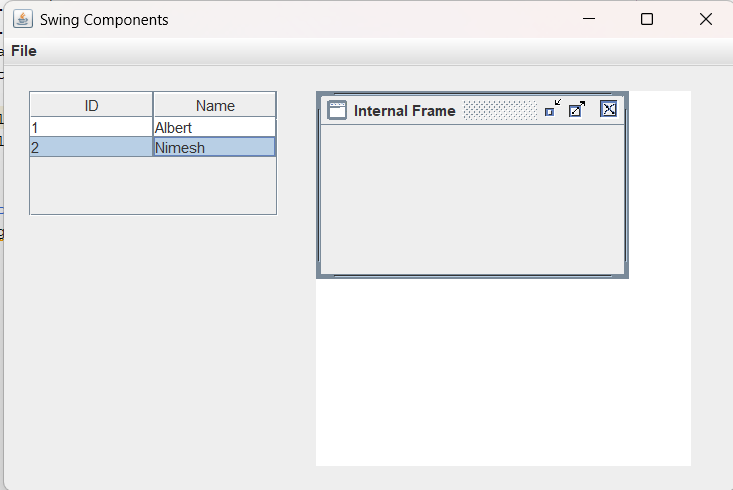 Swing Components
File
ID Name
1 Albert
2 Nimesh
Internal Frame